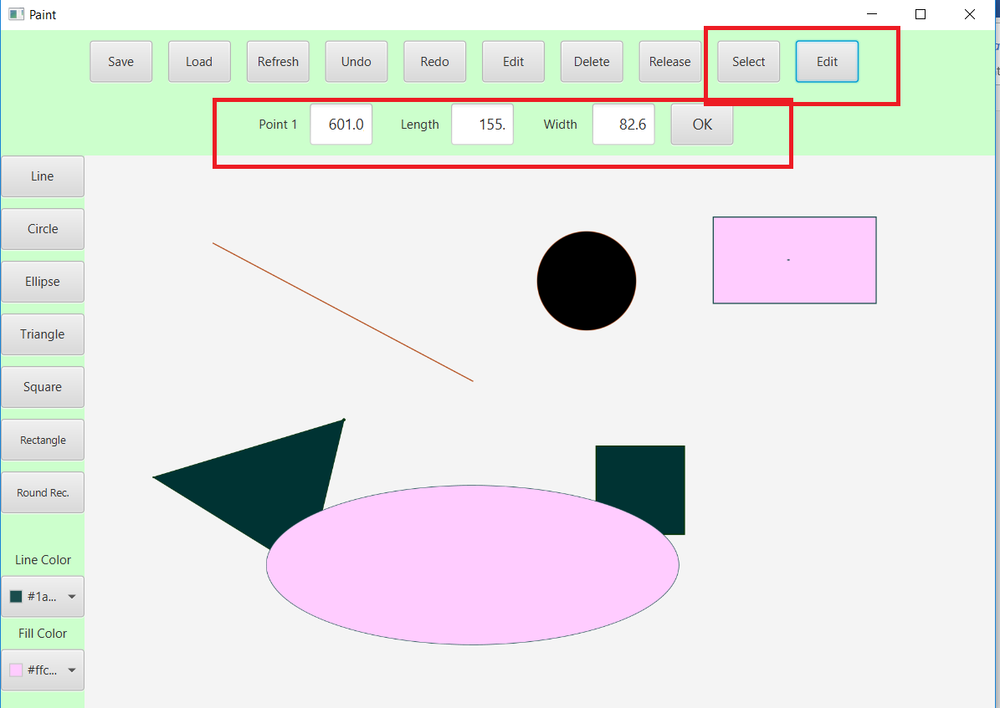 Paint
Save Load Refresh Undo Redo Edit Delete Release Select Edit
Point 1 601.0 Length 155. Width 82.6 OK
Line
Circle
Ellipse
Triangle
Square
Rectangle
Round Rec.
Line Color
#1a...
Fill Color
#ffc...